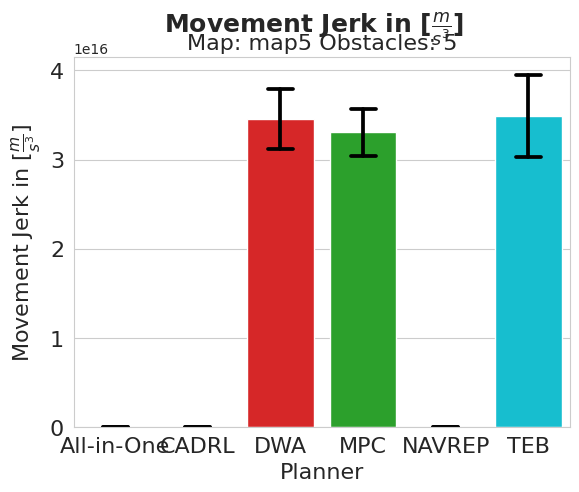 Movement Jerk in [m/s³]
Map: map5 Obstacles: 5
1e16
4
3
2
1
0
Movement Jerk in [m/s³]
All-in-One CADRL DWA MPC NAVREP TEB
Planner